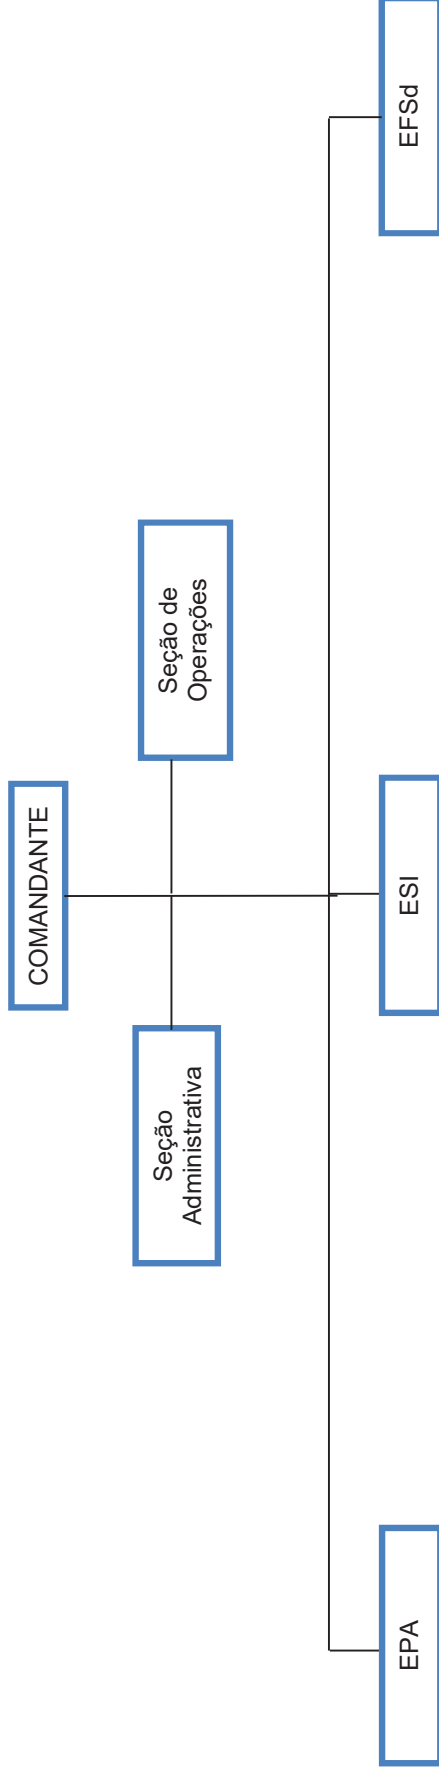 COMANDANTE
Seção
Administrativa
Seção de
Operações
EPA
ESI
EFSd